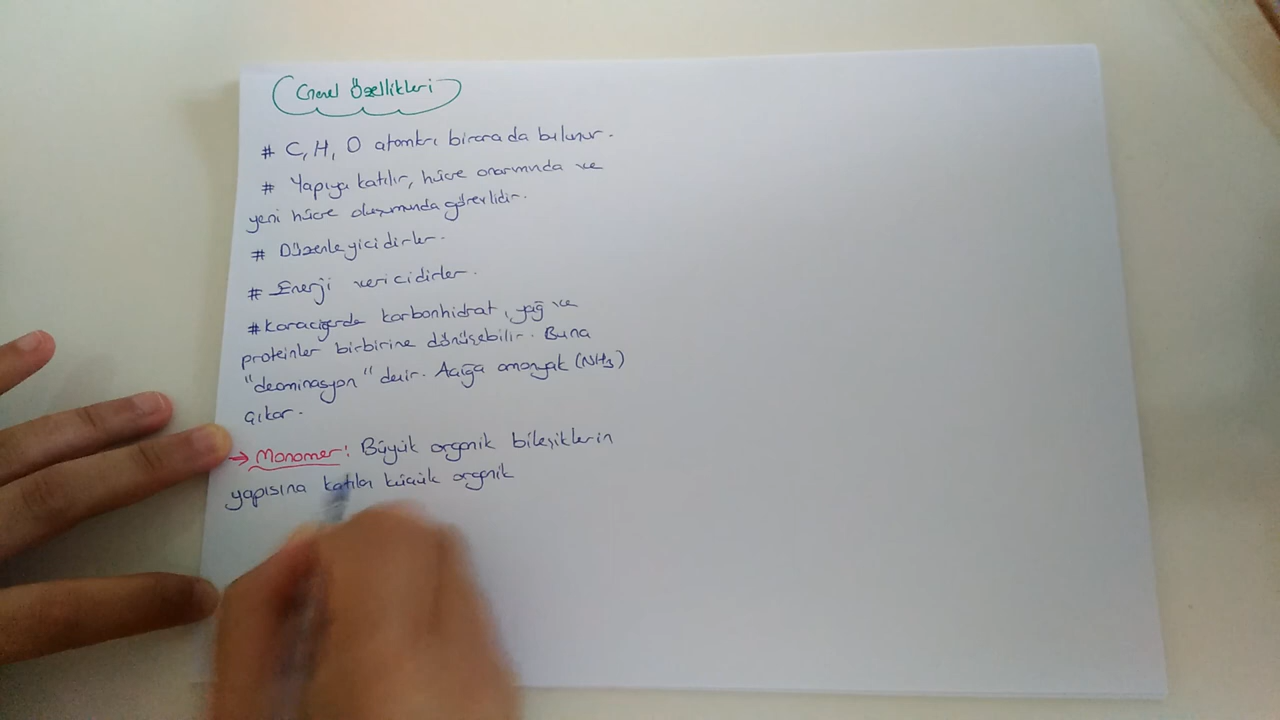 Genel Özellikleri
# C, H, O atomları birarada bulunur.
# Yapıya katılır, hücre onarımında ve
yeni hücre oluşumunda görevlidir.
# Düzenleyicidirler.
# Enerji vericidirler.
# Karaciğerde karbonhidrat, yağ ve
proteinler birbirine dönüşebilir. Buna
"deaminasyon" denir. Açığa amonyak (NH3)
çıkar.
→ Monomer: Büyük organik bileşiklerin
yapısına katılan küçük organik